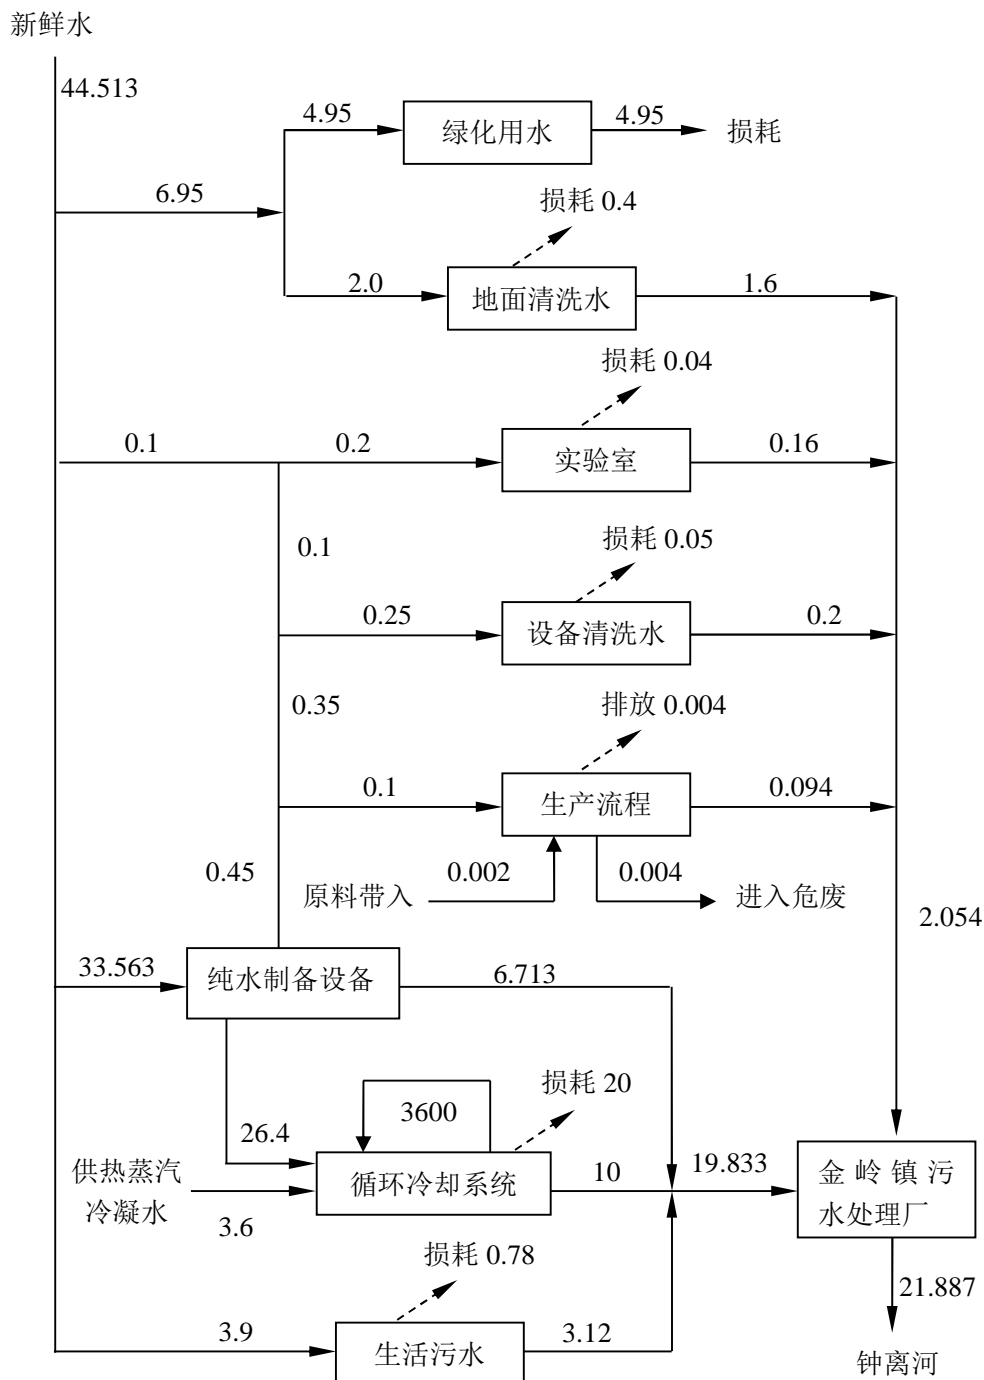 新鲜水
44.513
4.95
绿化用水
4.95
损耗
6.95
损耗 0.4
2.0
地面清洗水
1.6
损耗 0.04
0.1
0.2
实验室
0.16
0.1
损耗 0.05
0.25
设备清洗水
0.2
0.35
排放 0.004
0.1
生产流程
0.094
0.45
原料带入
0.002
0.004
进入危废
2.054
33.563
纯水制备设备
6.713
损耗 20
3600
26.4
供热蒸汽
冷凝水
3.6
循环冷却系统
10
19.833
金岭镇污
水处理厂
损耗 0.78
21.887
3.9
生活污水
3.12
钟离河